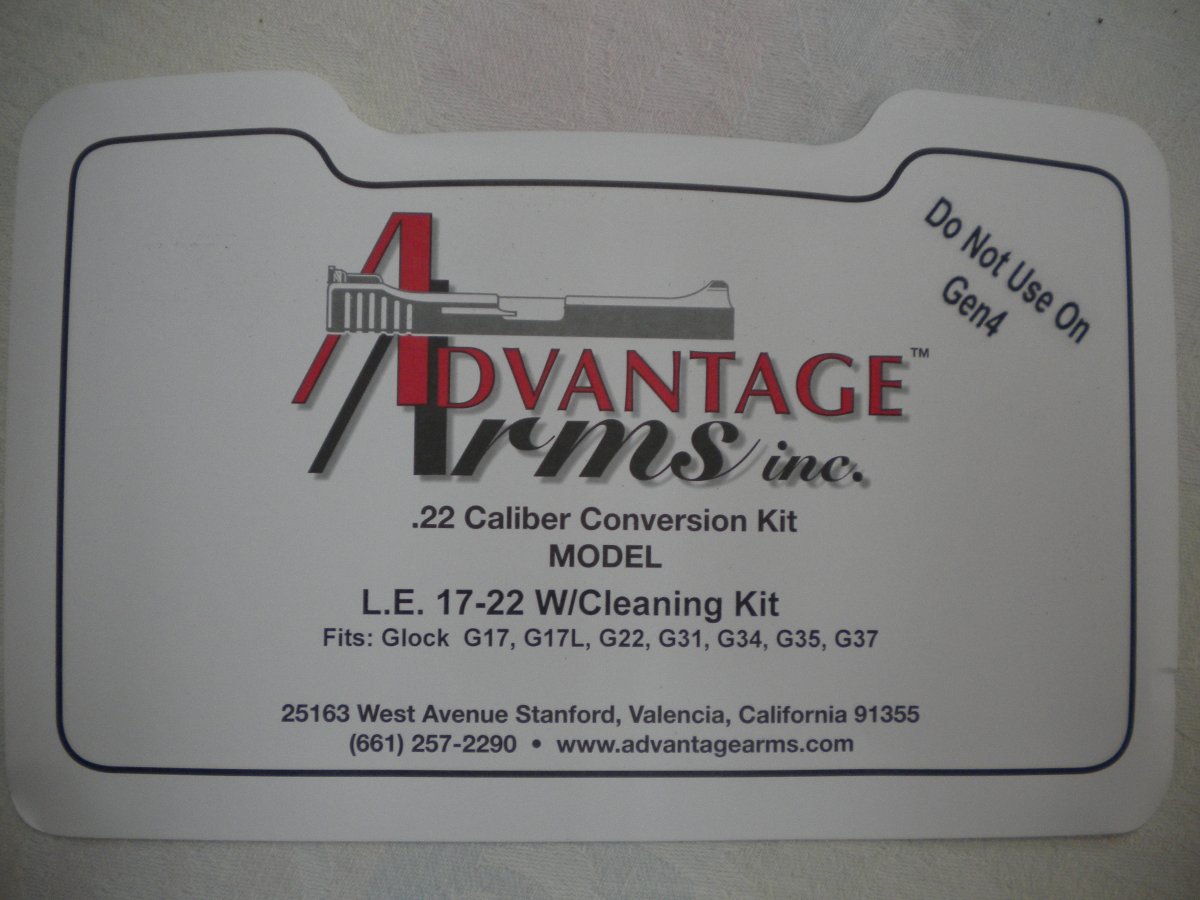 Do Not Use On
Gen4
ADVANTAGE™
Arms inc.
.22 Caliber Conversion Kit
MODEL
L.E. 17-22 W/Cleaning Kit
Fits: Glock G17, G17L, G22, G31, G34, G35, G37
25163 West Avenue Stanford, Valencia, California 91355
(661) 257-2290 • www.advantagearms.com